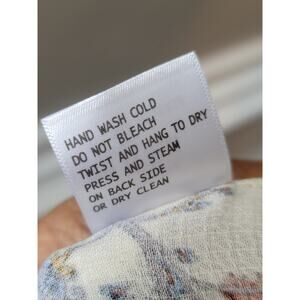 HAND WASH COLD
DO NOT BLEACH
TWIST AND HANG TO DRY
PRESS AND STEAM
ON BACK SIDE
OR DRY CLEAN